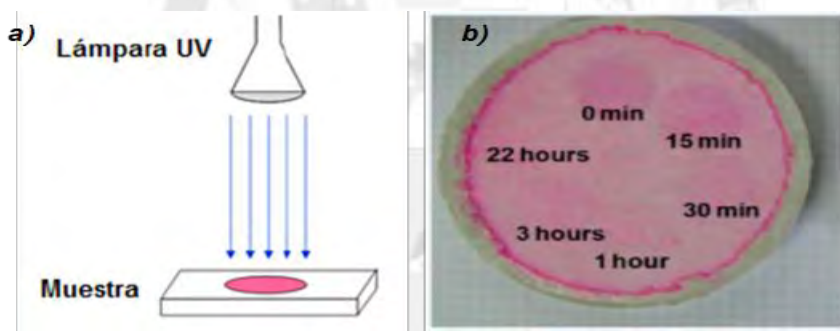 a)
Lámpara UV
Muestra
b)
0 min
15 min
22 hours
30 min
3 hours
1 hour